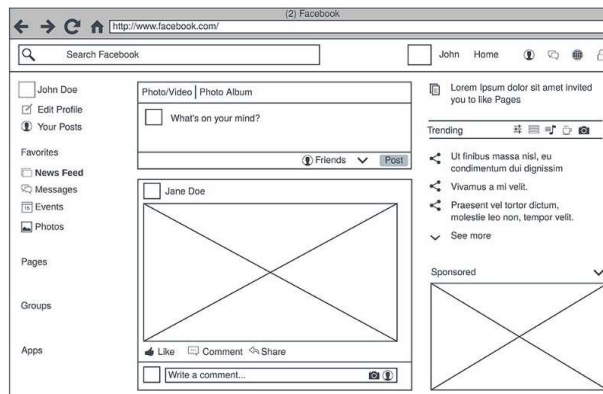 (2) Facebook
http://www.facebook.com/
Search Facebook
John
Home
John Doe
Edit Profile
Your Posts
Favorites
News Feed
Messages
Events
Photos
Pages
Groups
Apps
Photo/Video
Photo Album
What's on your mind?
Friends
Post
Jane Doe
Like
Comment
Share
Write a comment...
Lorem Ipsum dolor sit amet invited
you to like Pages
Trending
Ut finibus massa nisl, eu
condimentum dui dignissim
Vivamus a mi velit.
Praesent vel tortor dictum,
molestie leo non, tempor velit.
See more
Sponsored